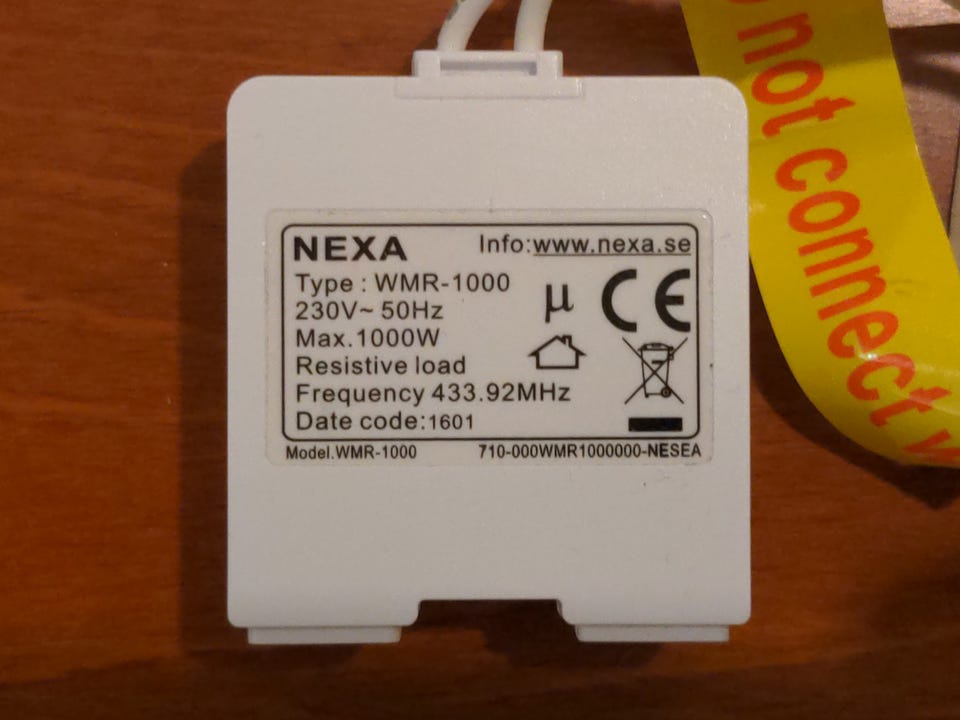 NEXA
Info:www.nexa.se
Type : WMR-1000
230V~ 50Hz
Max.1000W
Resistive load
Frequency 433.92MHz
Date code:1601
µ
CE
Model.WMR-1000
710-000WMR1000000-NESEA
not connect